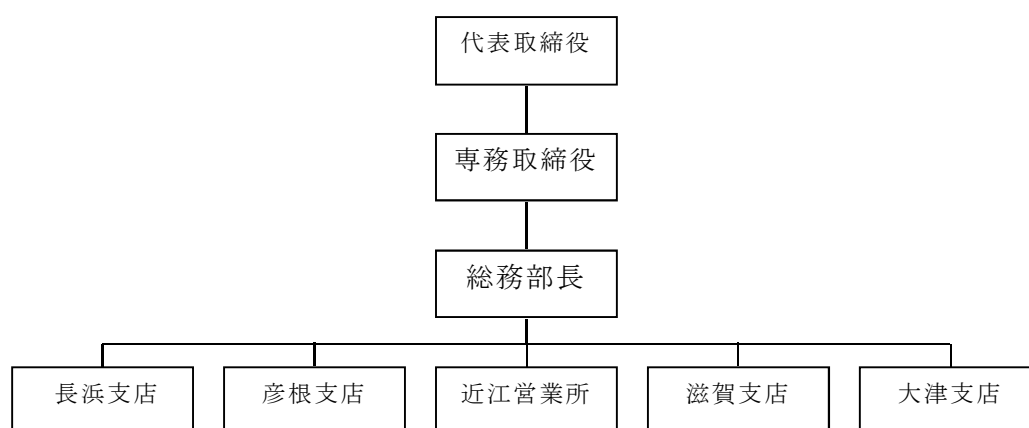 代表取締役
専務取締役
総務部長
長浜支店
彦根支店
近江営業所
滋賀支店
大津支店